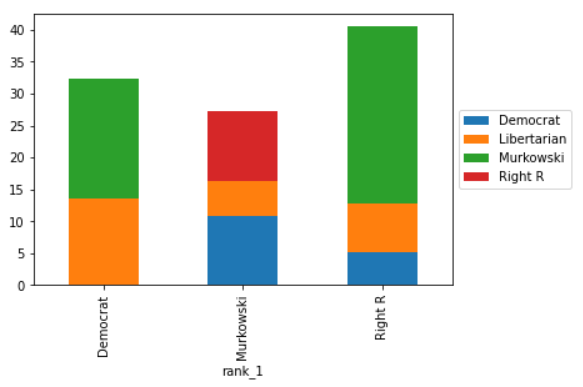 40
35
30
25
20
15
10
5
0
Democrat
Murkowski
Right R
rank_1
Democrat
Libertarian
Murkowski
Right R